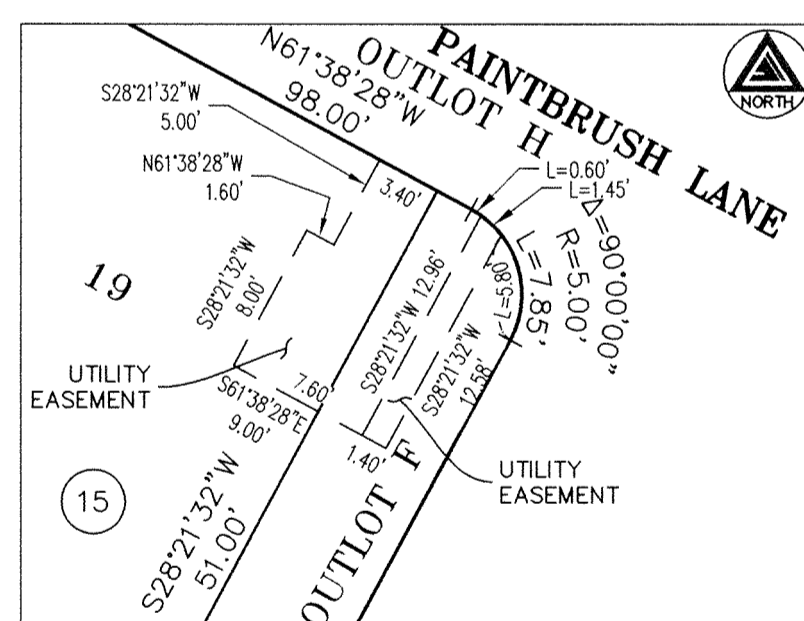 PAINTBRUSH LANE
OUTLOT H
N61°38'28"W
98.00'
NORTH
S28°21'32"W
5.00'
N61°38'28"W
1.60'
3.40'
L=0.60'
L=1.45'
Δ=90°00'00"
R=5.00'
L=7.85'
L=5.80'
19
S28°21'32"W
8.00'
S28°21'32"W 12.96'
S28°21'32"W
12.58'
UTILITY
EASEMENT
7.60'
S61°38'28"E
9.00'
1.40'
UTILITY
EASEMENT
15
S28°21'32"W
51.00'
OUTLOT F